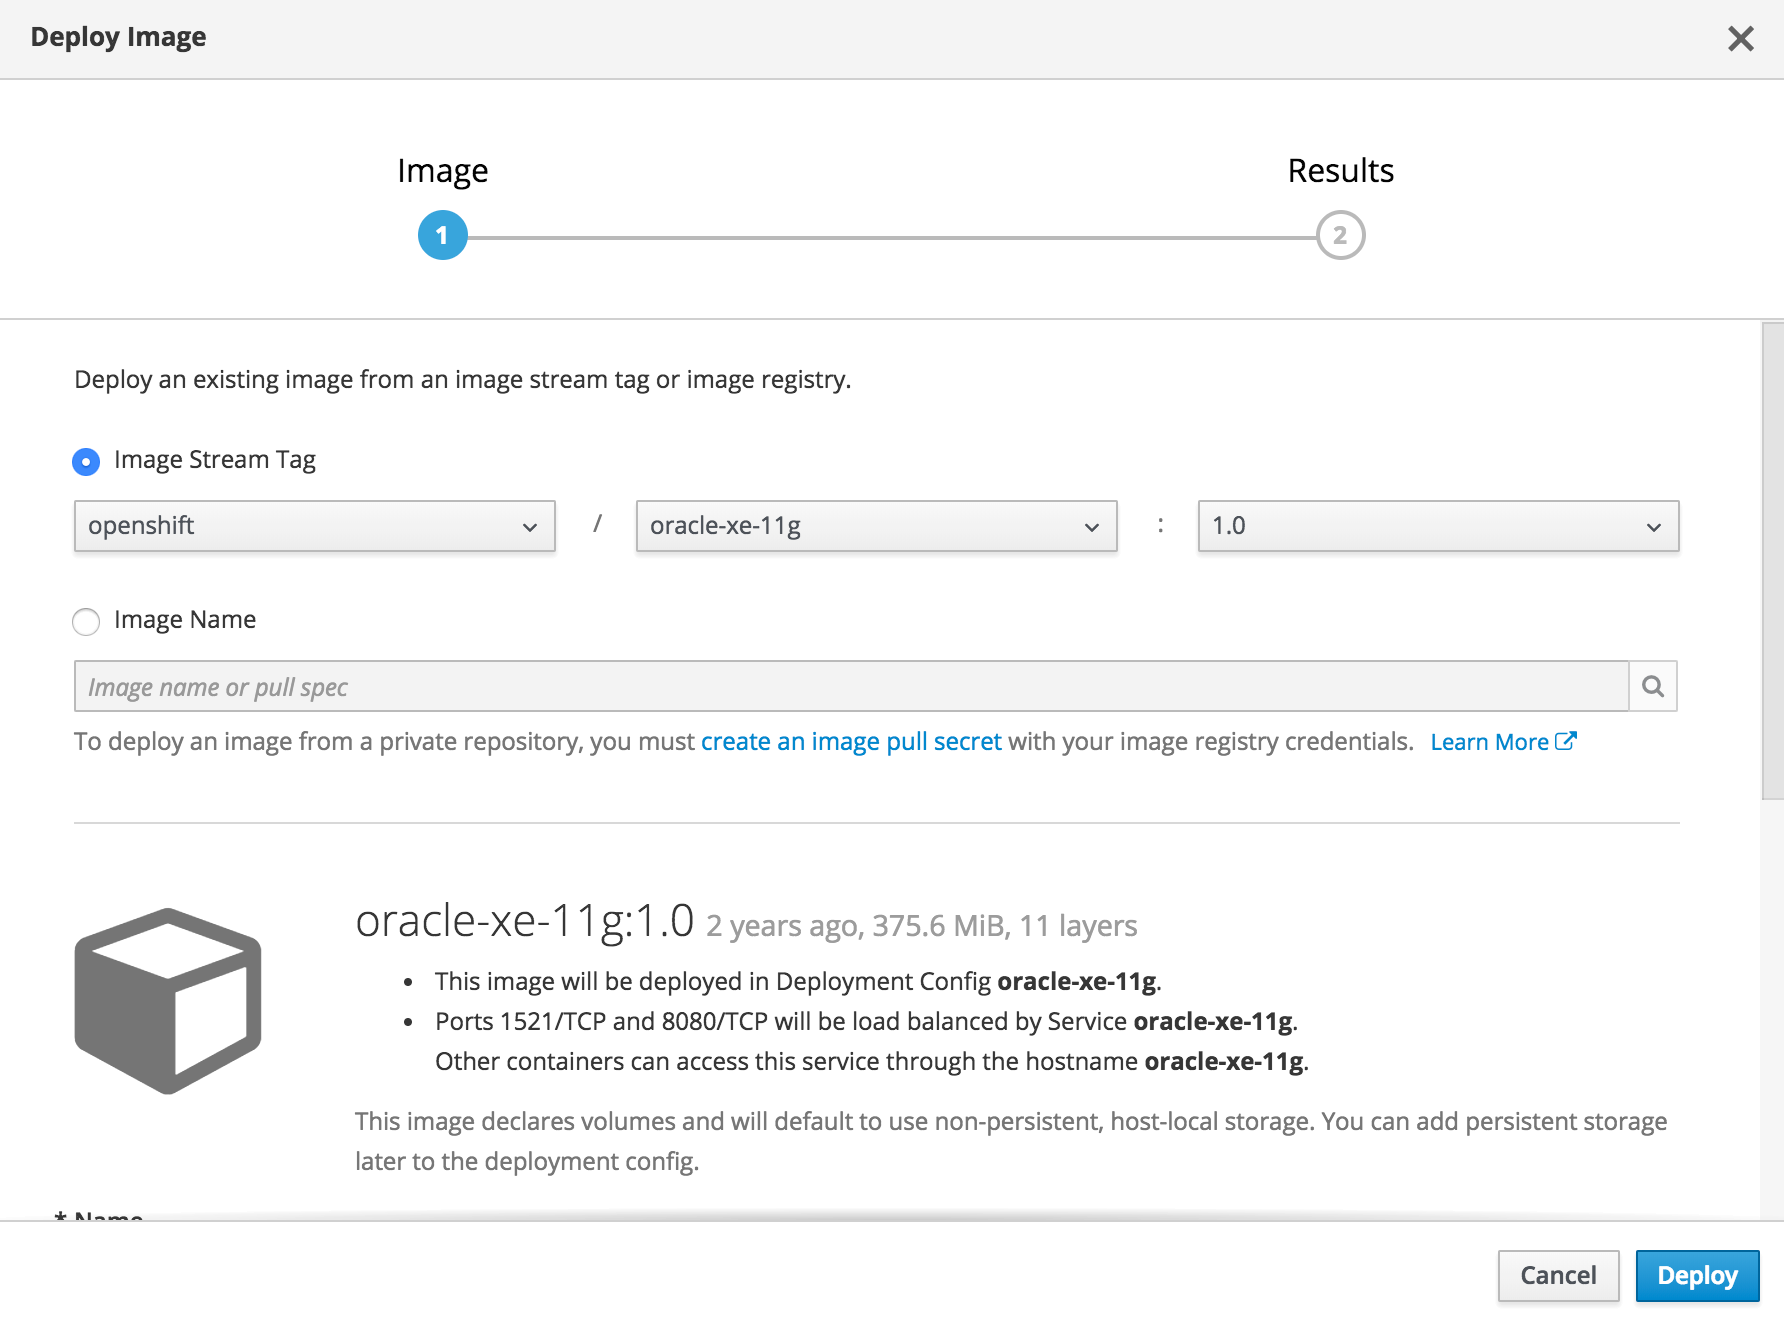 Deploy Image
Image
Results
1
2
Deploy an existing image from an image stream tag or image registry.
Image Stream Tag
openshift / oracle-xe-11g : 1.0
Image Name
Image name or pull spec
To deploy an image from a private repository, you must create an image pull secret with your image registry credentials. Learn More
oracle-xe-11g:1.0 2 years ago, 375.6 MiB, 11 layers
• This image will be deployed in Deployment Config oracle-xe-11g.
• Ports 1521/TCP and 8080/TCP will be load balanced by Service oracle-xe-11g.
Other containers can access this service through the hostname oracle-xe-11g.
This image declares volumes and will default to use non-persistent, host-local storage. You can add persistent storage
later to the deployment config.
* Name
Cancel
Deploy